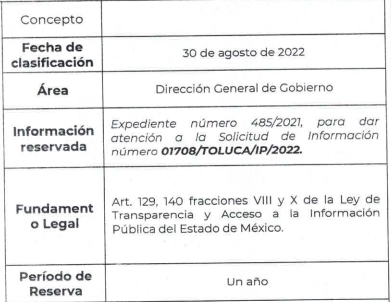 Concepto
Fecha de
clasificación
30 de agosto de 2022
Área
Dirección General de Gobierno
Información
reservada
Expediente número 485/2021, para dar
atención a la Solicitud de Información
número 01708/TOLUCA/IP/2022.
Fundament
o Legal
Art. 129, 140 fracciones VIII y X de la Ley de
Transparencia y Acceso a la Información
Pública del Estado de México.
Período de
Reserva
Un año